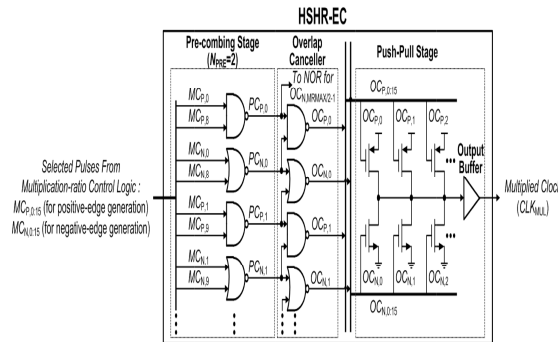 HSHR-EC
Pre-combing Stage
(NPRE=2)
Overlap
Canceller
Push-Pull Stage
To NOR for
OCN,MRMAX/2-1
MCP,0
MCP,8
PCP,0
OCP,0
MCN,0
MCN,8
PCN,0
OCN,0
MCP,1
MCP,9
PCP,1
OCP,1
MCN,1
MCN,9
PCN,1
OCN,1
OCP,0:15
OCP,0
OCP,1
OCP,2
Output
Buffer
OCN,0
OCN,1
OCN,2
OCN,0:15
Selected Pulses From
Multiplication-ratio Control Logic :
MCP,0:15 (for positive-edge generation)
MCN,0:15 (for negative-edge generation)
Multiplied Clock
(CLKMUL)